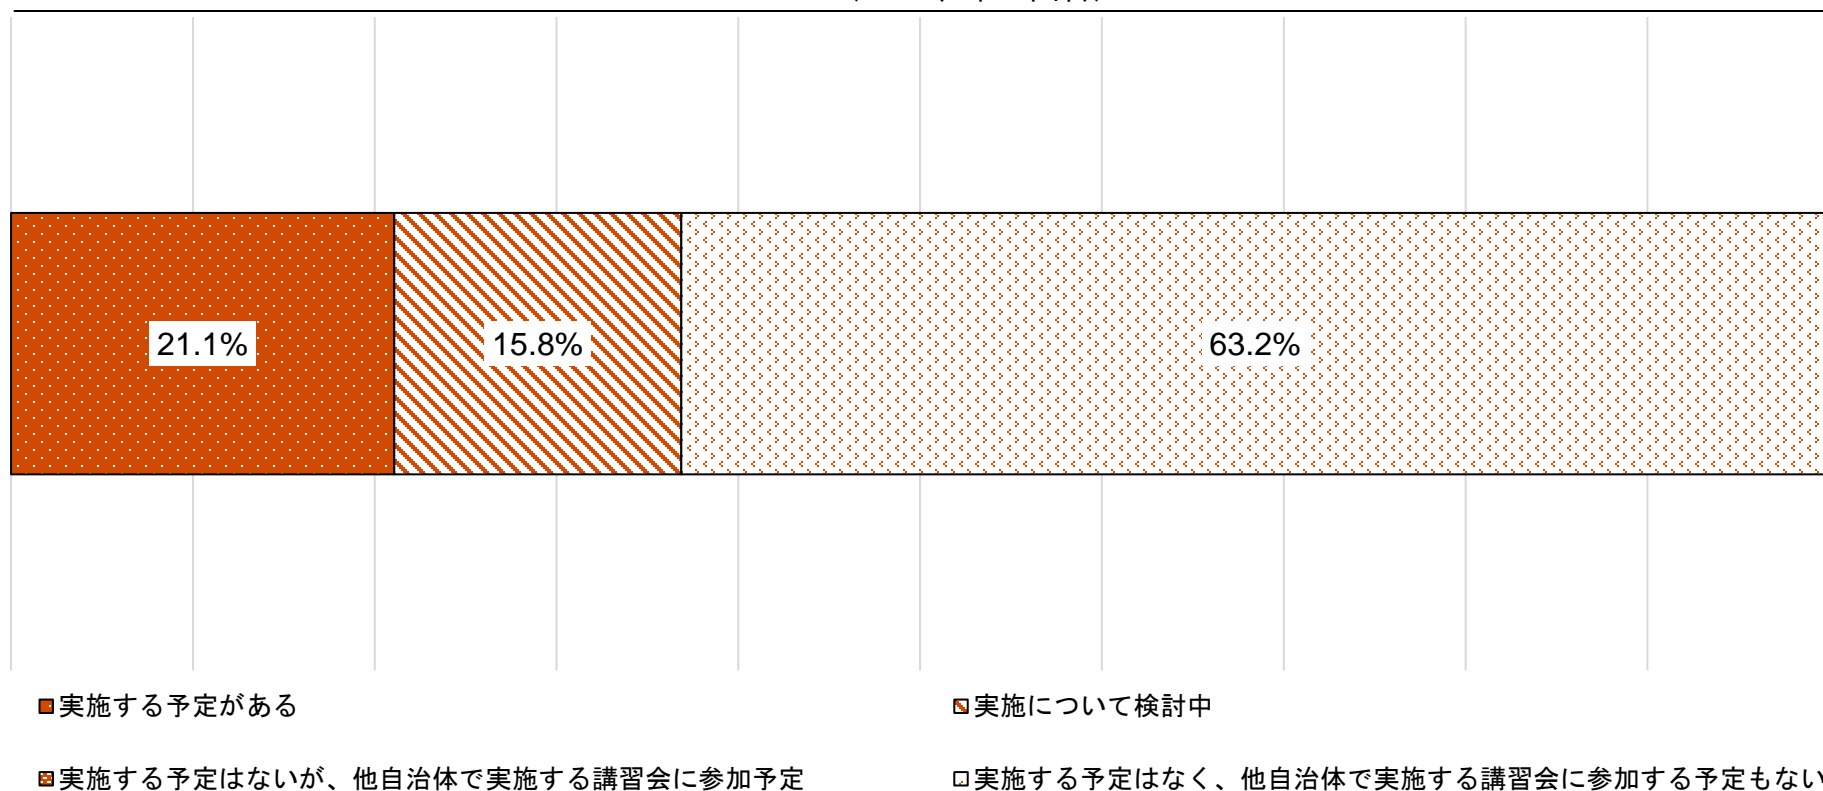 21.1%
15.8%
63.2%
実施する予定がある
実施について検討中
実施する予定はないが、他自治体で実施する講習会に参加予定
実施する予定はなく、他自治体で実施する講習会に参加する予定もない